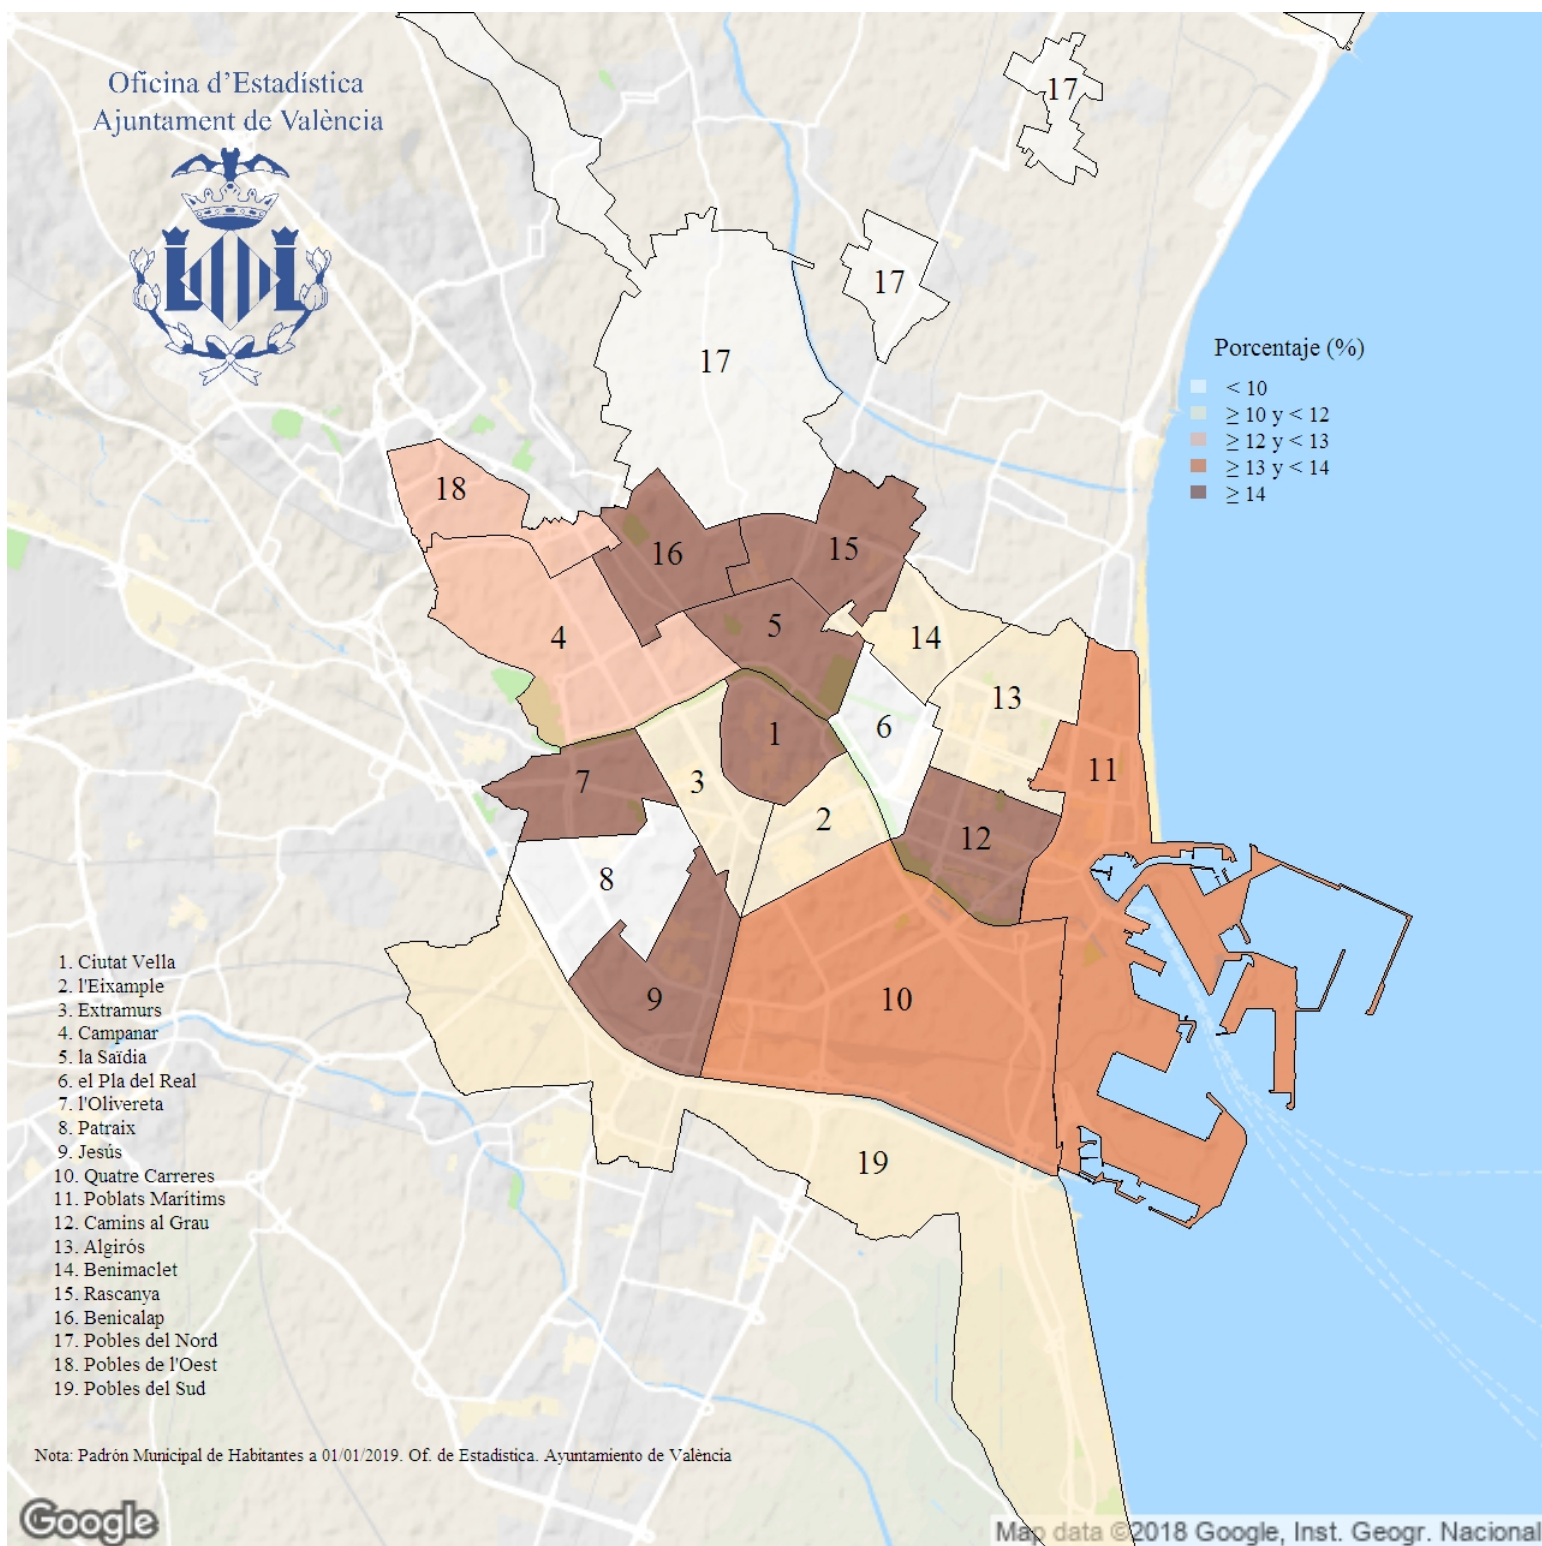 Oficina d'Estadística
Ajuntament de València
17
17
17
Porcentaje (%)
< 10
≥ 10 y < 12
≥ 12 y < 13
≥ 13 y < 14
≥ 14
18
16
15
4
5
14
13
6
1
11
7
3
2
12
8
9
10
19
1. Ciutat Vella
2. l'Eixample
3. Extramurs
4. Campanar
5. la Saïdia
6. el Pla del Real
7. l'Olivereta
8. Patraix
9. Jesús
10. Quatre Carreres
11. Poblats Marítims
12. Camins al Grau
13. Algirós
14. Benimaclet
15. Rascanya
16. Benicalap
17. Pobles del Nord
18. Pobles de l'Oest
19. Pobles del Sud
Nota: Padrón Municipal de Habitantes a 01/01/2019. Of. de Estadística. Ayuntamiento de València
Google
Map data ©2018 Google, Inst. Geogr. Nacional